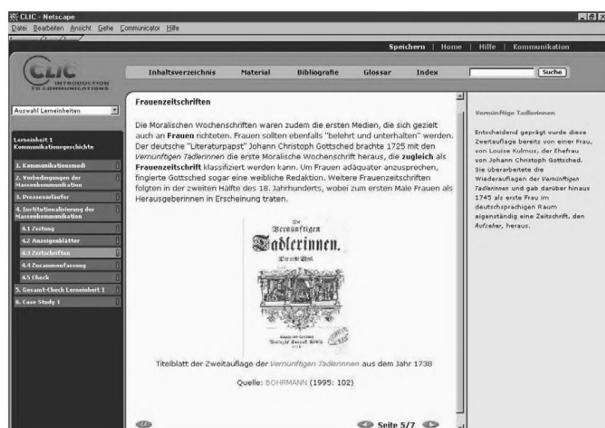 CLIC - Netscape
Datei Bearbeiten Ansicht Gehe Communicator Hilfe
Speichern | Home | Hilfe | Kommunikation
CLIC
INTRODUCTION
TO COMMUNICATIONS
Inhaltsverzeichnis Material Bibliografie Glossar Index Suche
Auswahl Lerneinheiten
Lerneinheit 1
Kommunikationsgeschichte
1. Kommunikationsmodi
2. Vorbedingungen der
Massenkommunikation
3. Presseverläufer
4. Institutionalisierung der
Massenkommunikation
4.1 Zeitung
4.2 Anzeigenblätter
4.3 Zeitschriften
4.4 Zusammenfassung
4.5 Check
5. Gesamt-Check Lerneinheit 1
6. Case Study 1
Frauenzeitschriften
Die Moralischen Wochenschriften waren zudem die ersten Medien, die sich gezielt
auch an Frauen richteten. Frauen sollten ebenfalls "belehrt und unterhalten" werden.
Der deutsche "Literaturpapst" Johann Christoph Gottsched brachte 1725 mit den
Vernünftigen Tadlerinnen die erste Moralische Wochenschrift heraus, die zugleich als
Frauenzeitschrift klassifiziert werden kann. Um Frauen adäquater anzusprechen,
fingierte Gottsched sogar eine weibliche Redaktion. Weitere Frauenzeitschriften
folgten in der zweiten Hälfte des 18. Jahrhunderts, wobei zum ersten Male Frauen als
Herausgeberinnen in Erscheinung traten.
Die
Vernünftigen
Tadlerinnen.
Titelblatt der Zweitauflage der Vernünftigen Tadlerinnen aus dem Jahr 1738
Quelle: BOHRMANN (1995: 102)
Seite 5/7
Vernünftige Tadlerinnen
Entscheidend geprägt wurde diese
Zweitauflage bereits von einer Frau,
von Louise Kulmus, der Ehefrau
von Johann Christoph Gottsched.
Sie überarbeitete die
Wiederauflagen der Vernünftigen
Tadlerinnen und gab darüber hinaus
1745 als erste Frau im
deutschsprachigen Raum
eigenständig eine Zeitschrift, den
Aufseher, heraus.